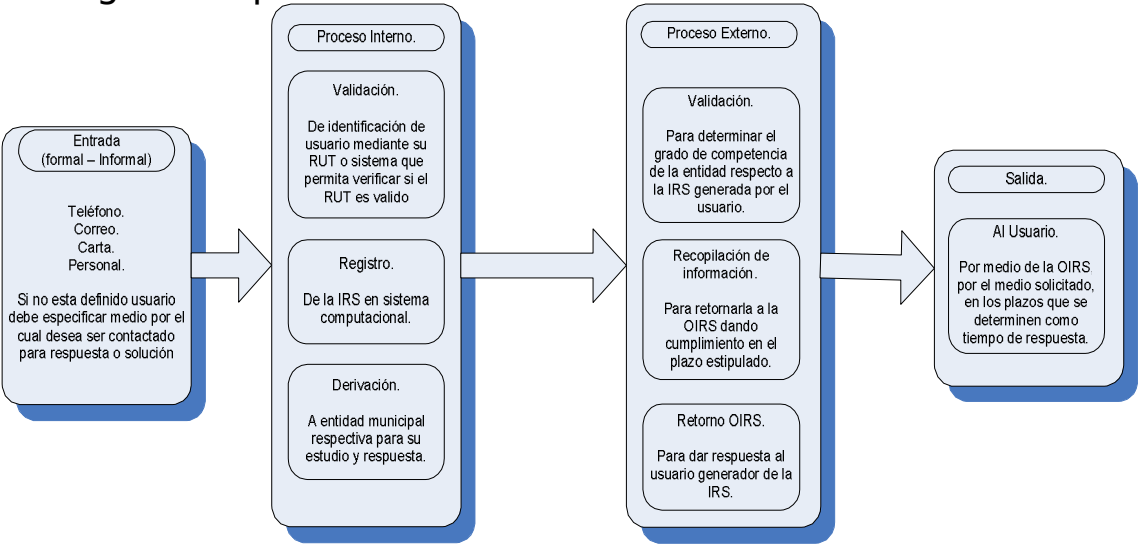 Entrada
(formal – Informal)
Teléfono.
Correo.
Carta.
Personal.
Si no esta definido usuario
debe especificar medio por el
cual desea ser contactado
para respuesta o solución
Proceso Interno.
Validación.
De identificación de
usuario mediante su
RUT o sistema que
permita verificar si el
RUT es valido
Registro.
De la IRS en sistema
computacional.
Derivación.
A entidad municipal
respectiva para su
estudio y respuesta.
Proceso Externo.
Validación.
Para determinar el
grado de competencia
de la entidad respecto a
la IRS generada por el
usuario.
Recopilación de
información.
Para retornarla a la
OIRS dando
cumplimiento en el
plazo estipulado.
Retorno OIRS.
Para dar respuesta al
usuario generador de la
IRS.
Salida.
Al Usuario.
Por medio de la OIRS
por el medio solicitado,
en los plazos que se
determinen como
tiempo de respuesta.